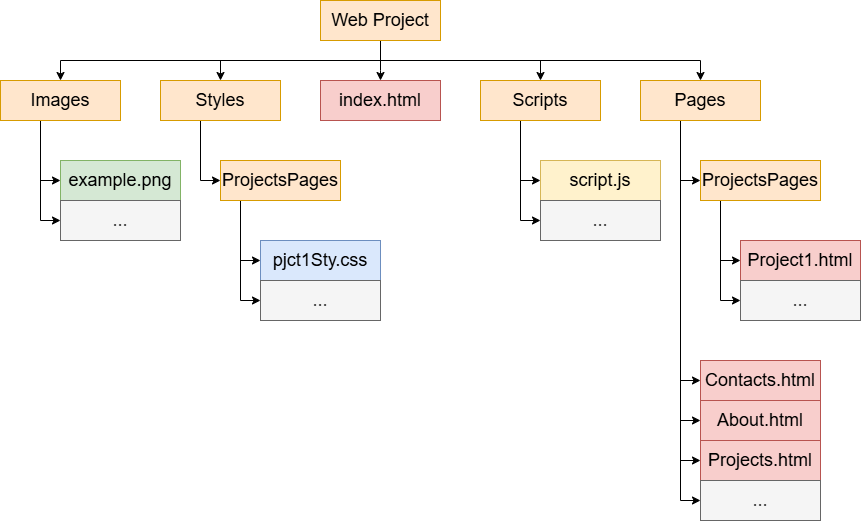 Web Project
Images
Styles
index.html
Scripts
Pages
example.png
...
ProjectsPages
pjct1Sty.css
...
script.js
...
ProjectsPages
Project1.html
...
Contacts.html
About.html
Projects.html
...